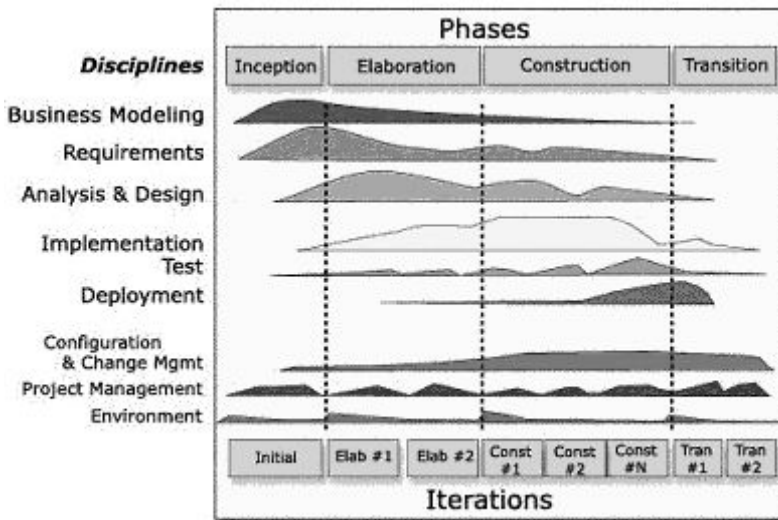 Phases
Disciplines
Inception
Elaboration
Construction
Transition
Business Modeling
Requirements
Analysis & Design
Implementation
Test
Deployment
Configuration
& Change Mgmt
Project Management
Environment
Initial
Elab #1
Elab #2
Const
#1
Const
#2
Const
#N
Tran
#1
Tran
#2
Iterations